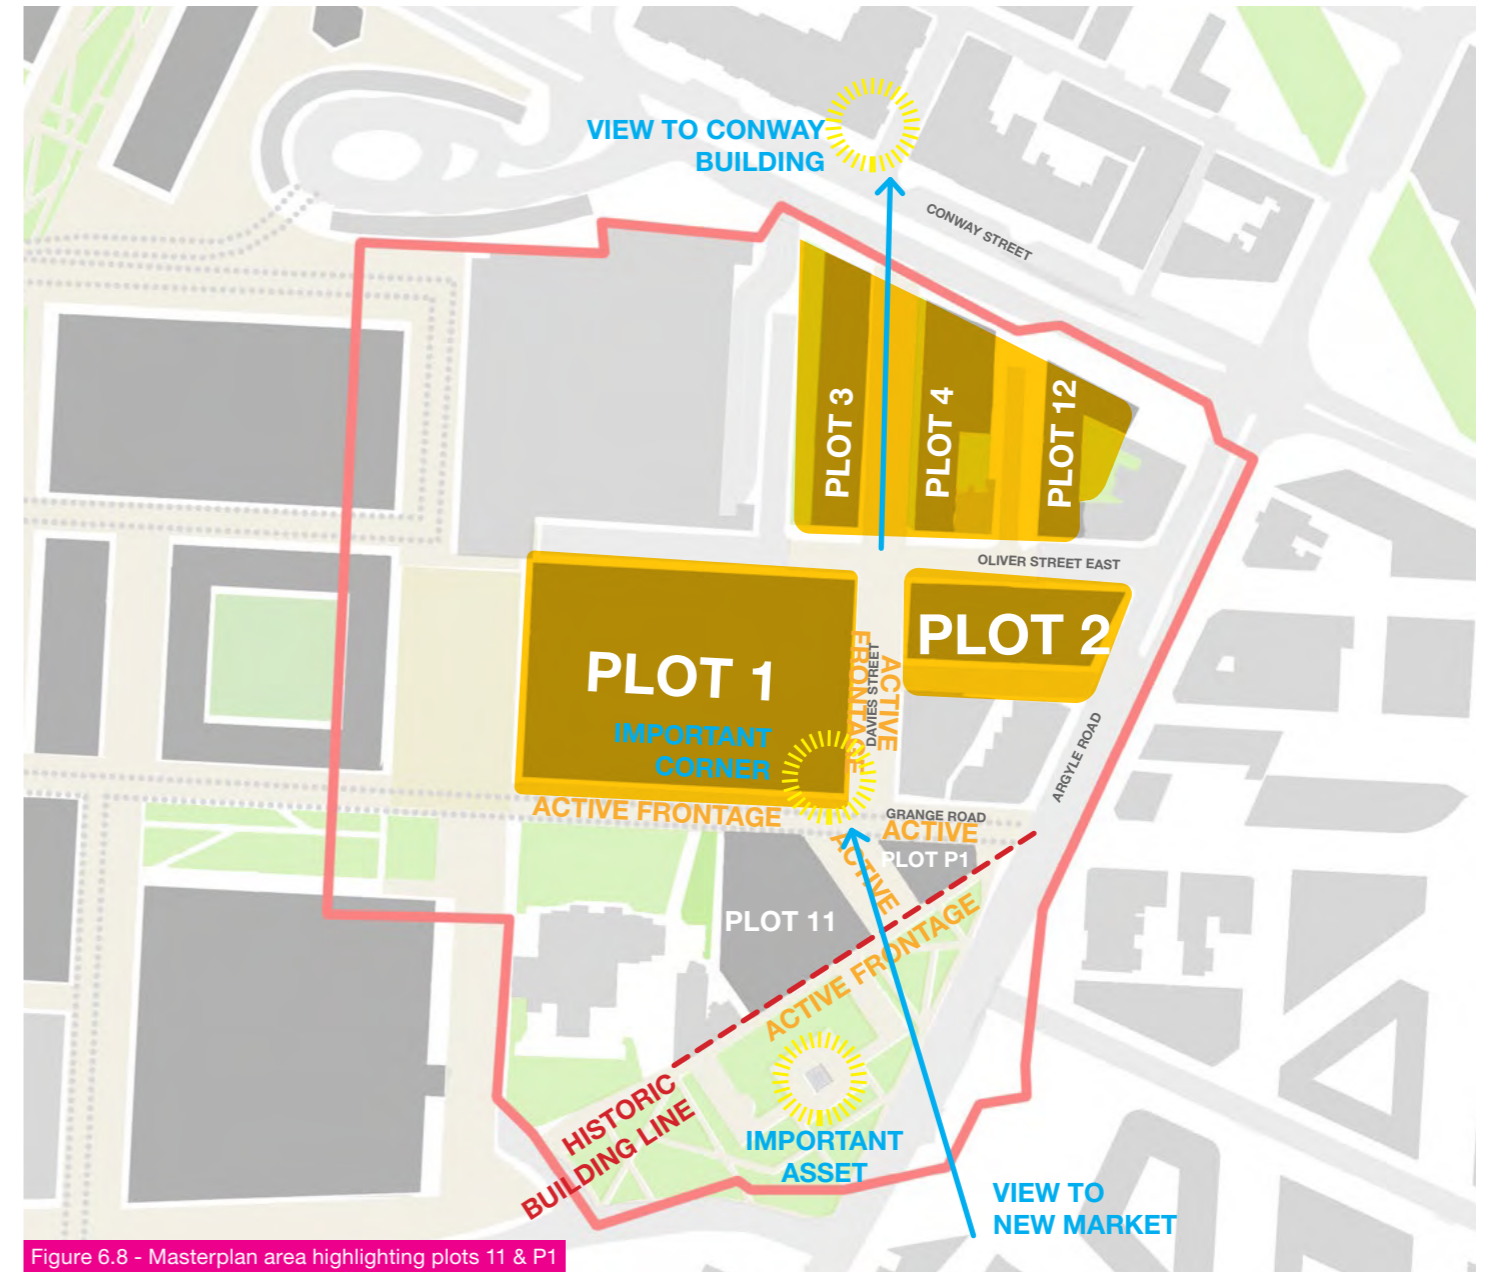 VIEW TO CONWAY
BUILDING
CONWAY STREET
PLOT 3
PLOT 4
PLOT 12
OLIVER STREET EAST
PLOT 1
PLOT 2
ACTIVE
FRONTAGE
DAVIES STREET
IMPORTANT
CORNER
ARGYLE ROAD
ACTIVE FRONTAGE
GRANGE ROAD
ACTIVE
ACTIVE
PLOT P1
PLOT 11
ACTIVE FRONTAGE
HISTORIC
BUILDING LINE
IMPORTANT
ASSET
VIEW TO
NEW MARKET
Figure 6.8 - Masterplan area highlighting plots 11 & P1